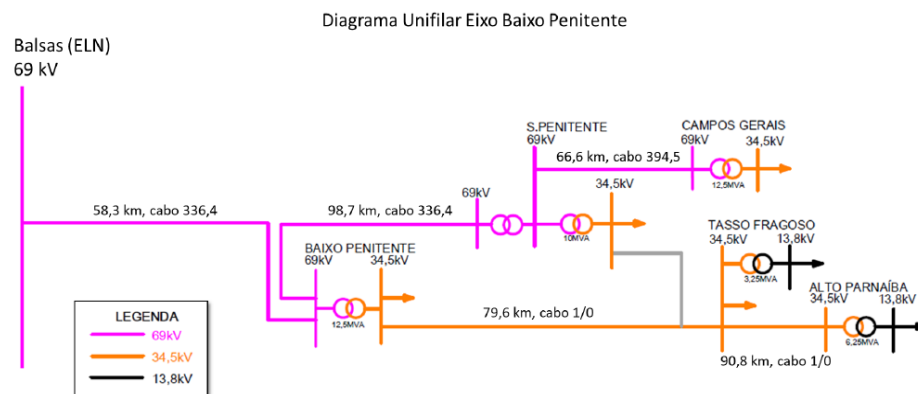 Diagrama Unifilar Eixo Baixo Penitente
Balsas (ELN)
69 kV
S.PENITENTE
69kV
CAMPOS GERAIS
69kV
34,5kV
66,6 km, cabo 394,5
12,5MVA
58,3 km, cabo 336,4
98,7 km, cabo 336,4
69kV
34,5kV
10MVA
BAIXO PENITENTE
69kV
34,5kV
12,5MVA
TASSO FRAGOSO
34,5kV
13,8kV
3,25MVA
ALTO PARNAÍBA
34,5kV
13,8kV
6,25MVA
79,6 km, cabo 1/0
90,8 km, cabo 1/0
LEGENDA
69kV
34,5kV
13,8kV